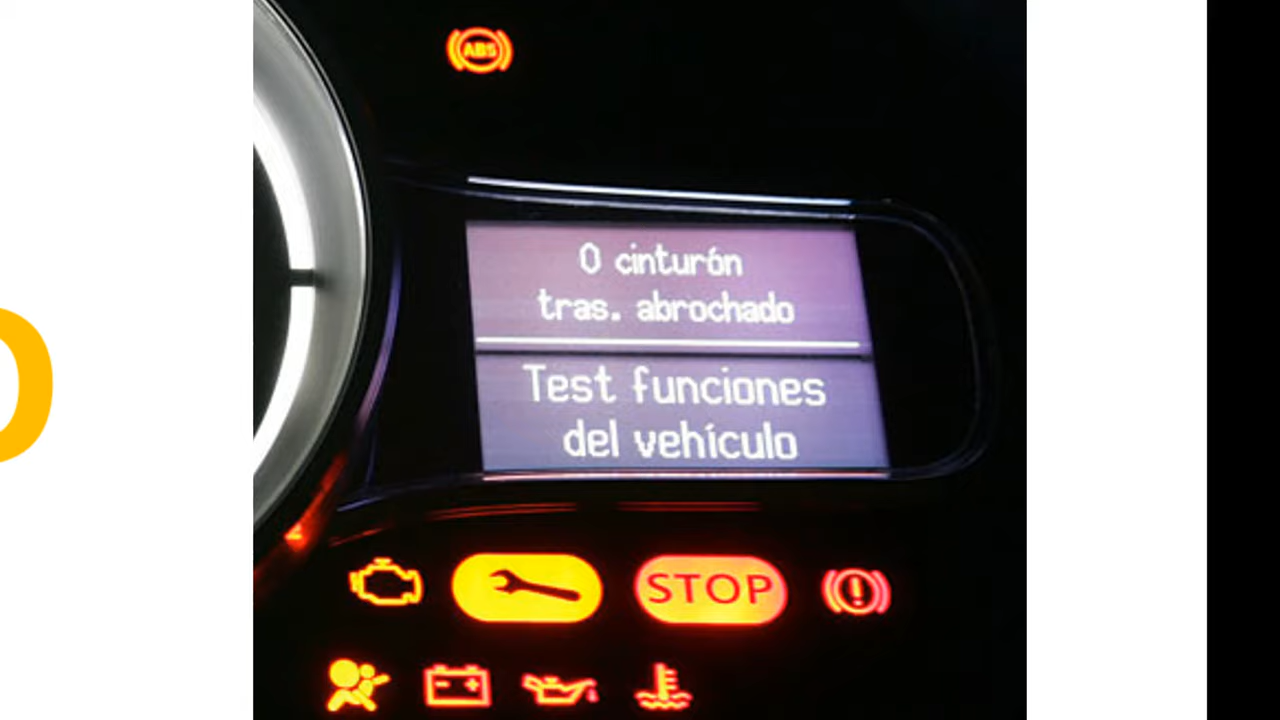 ABS
0 cinturón
tras. abrochado
Test funciones
del vehículo
STOP